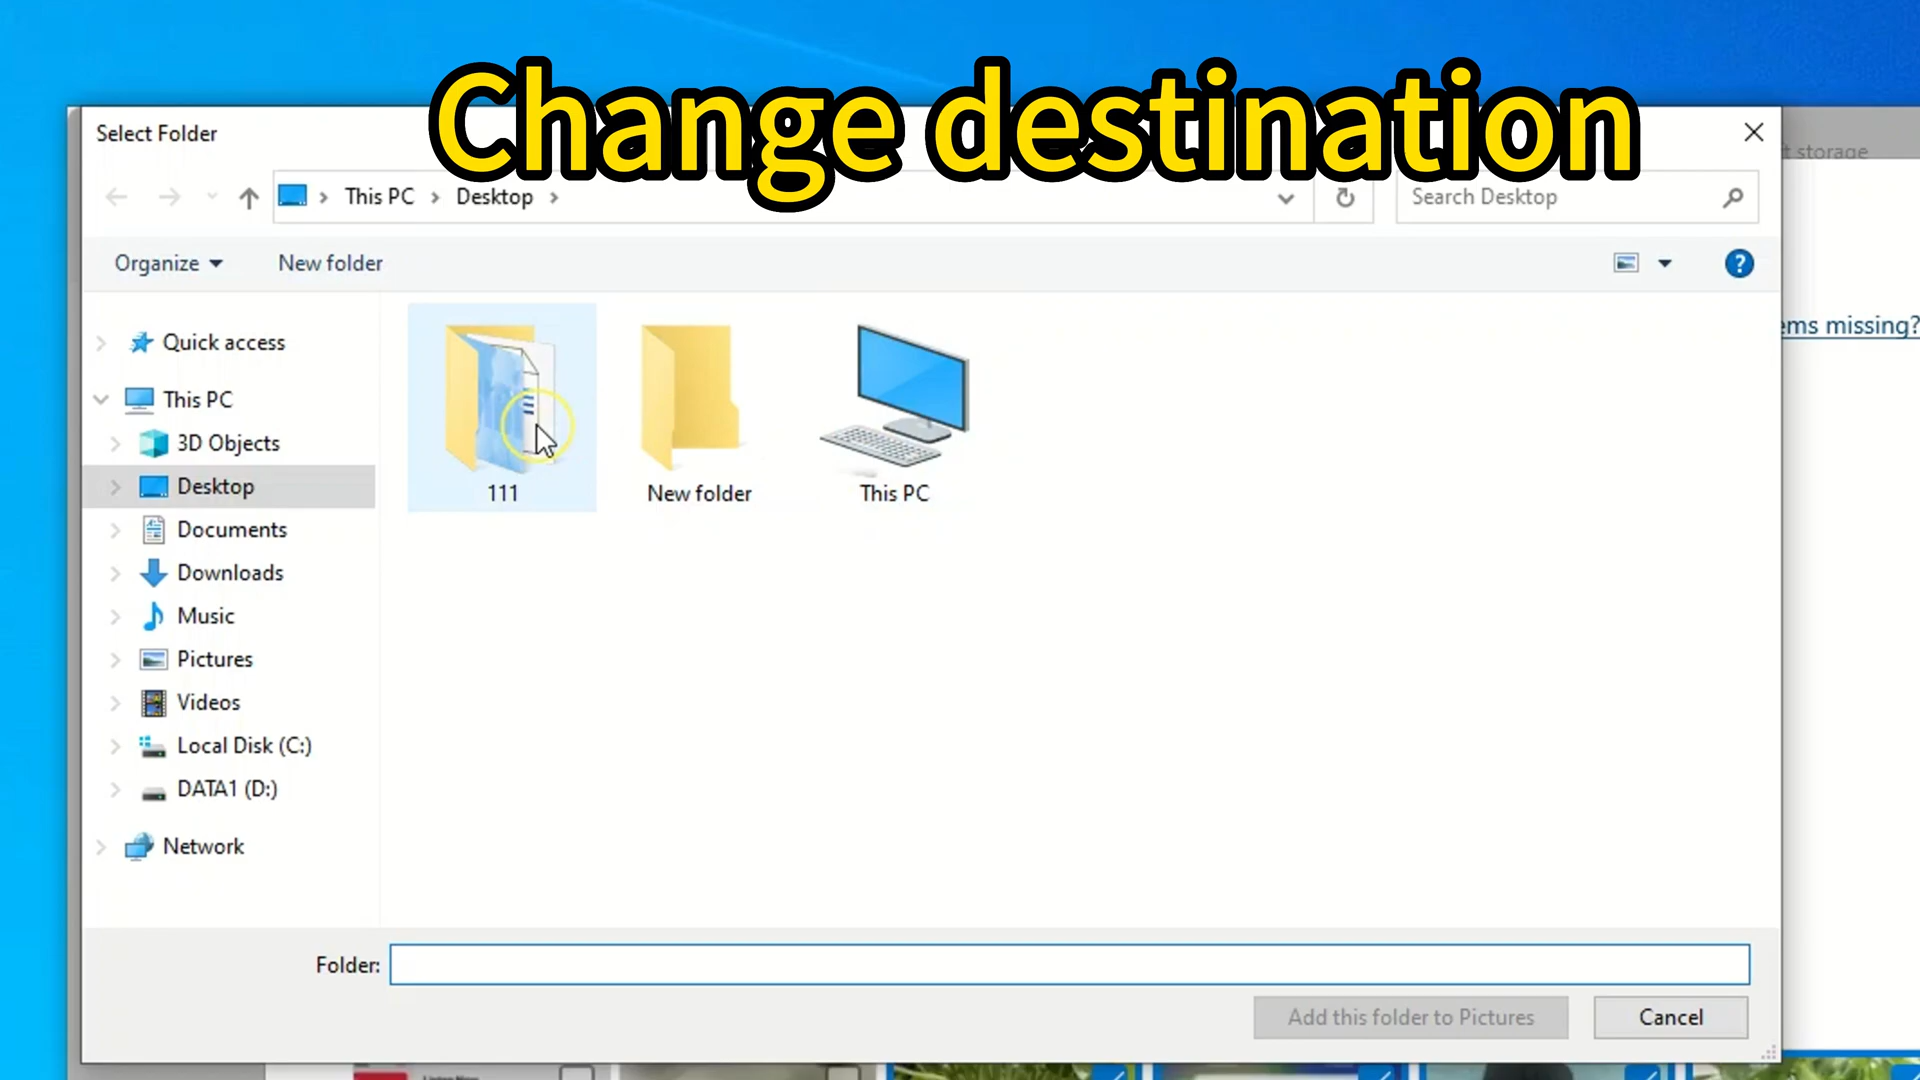 Change destination
Select Folder
t storage
This PC
Desktop
Search Desktop
Organize
New folder
?
ems missing?
Quick access
This PC
3D Objects
Desktop
Documents
Downloads
Music
Pictures
Videos
Local Disk (C:)
DATA1 (D:)
Network
111
New folder
This PC
Folder:
Add this folder to Pictures
Cancel